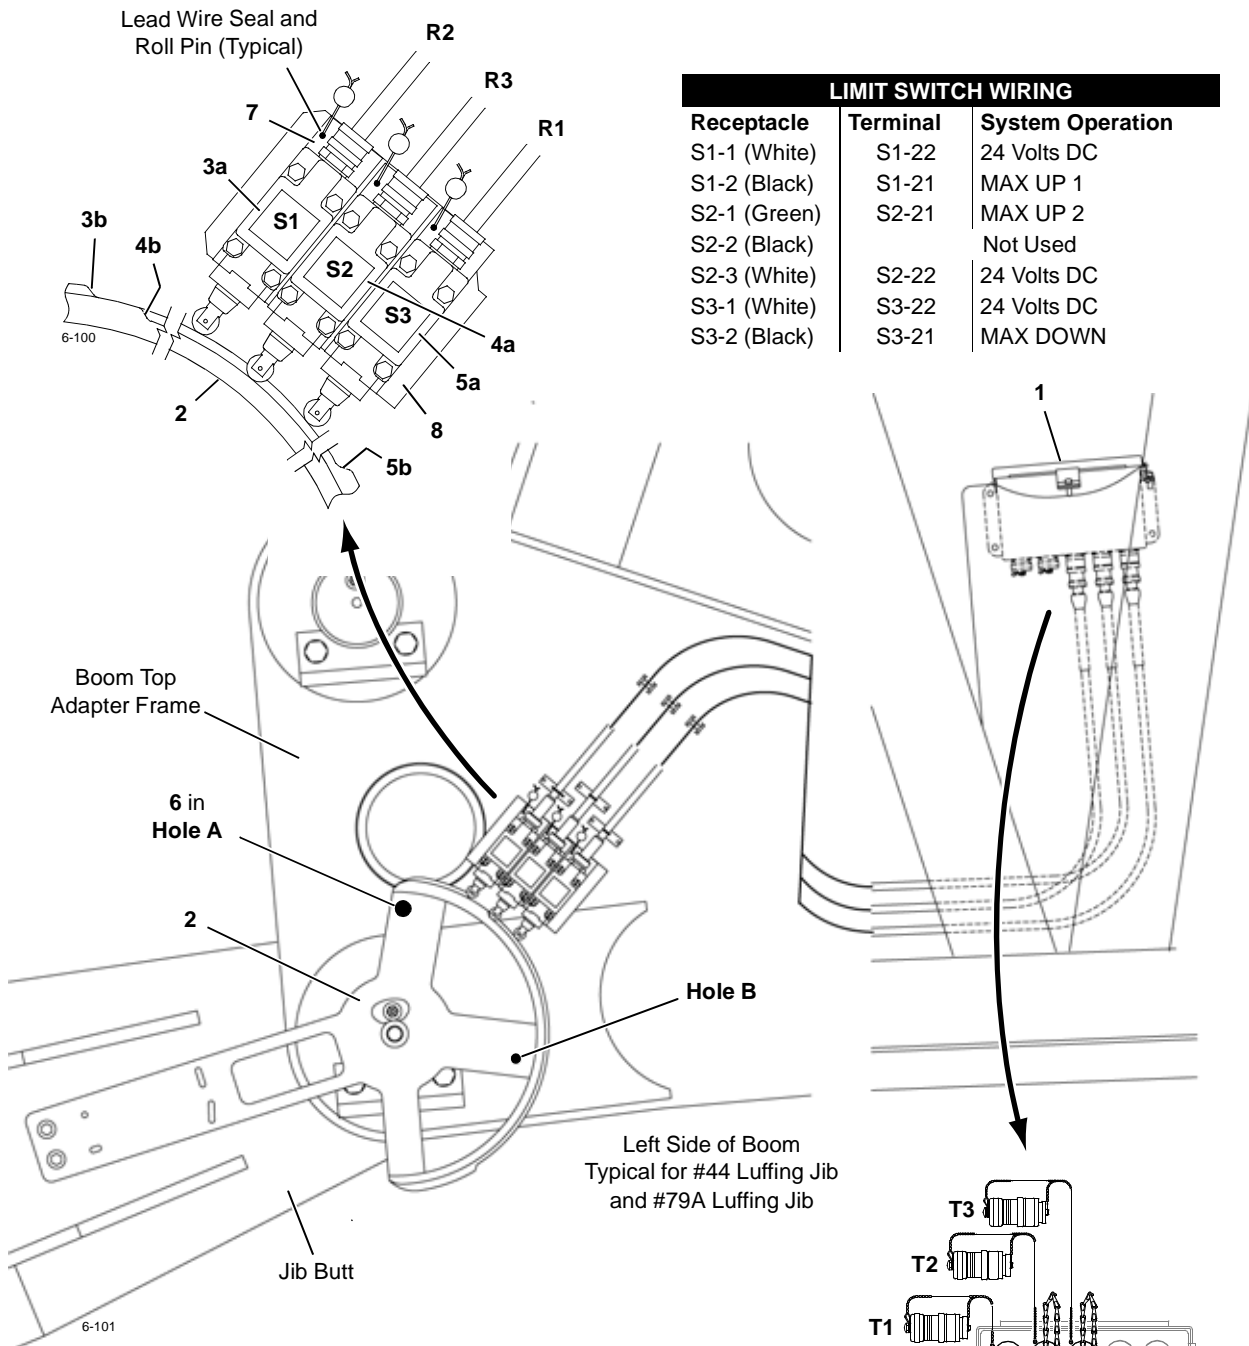 Lead Wire Seal and
Roll Pin (Typical)
R2
R3
R1
7
3a
S1
S2
S3
3b
4b
6-100
2
4a
5a
8
5b
LIMIT SWITCH WIRING
Receptacle Terminal System Operation
S1-1 (White) S1-22 24 Volts DC
S1-2 (Black) S1-21 MAX UP 1
S2-1 (Green) S2-21 MAX UP 2
S2-2 (Black) Not Used
S2-3 (White) S2-22 24 Volts DC
S3-1 (White) S3-22 24 Volts DC
S3-2 (Black) S3-21 MAX DOWN
1
Boom Top
Adapter Frame
6 in
Hole A
2
Hole B
Left Side of Boom
Typical for #44 Luffing Jib
and #79A Luffing Jib
Jib Butt
6-101
T3
T2
T1